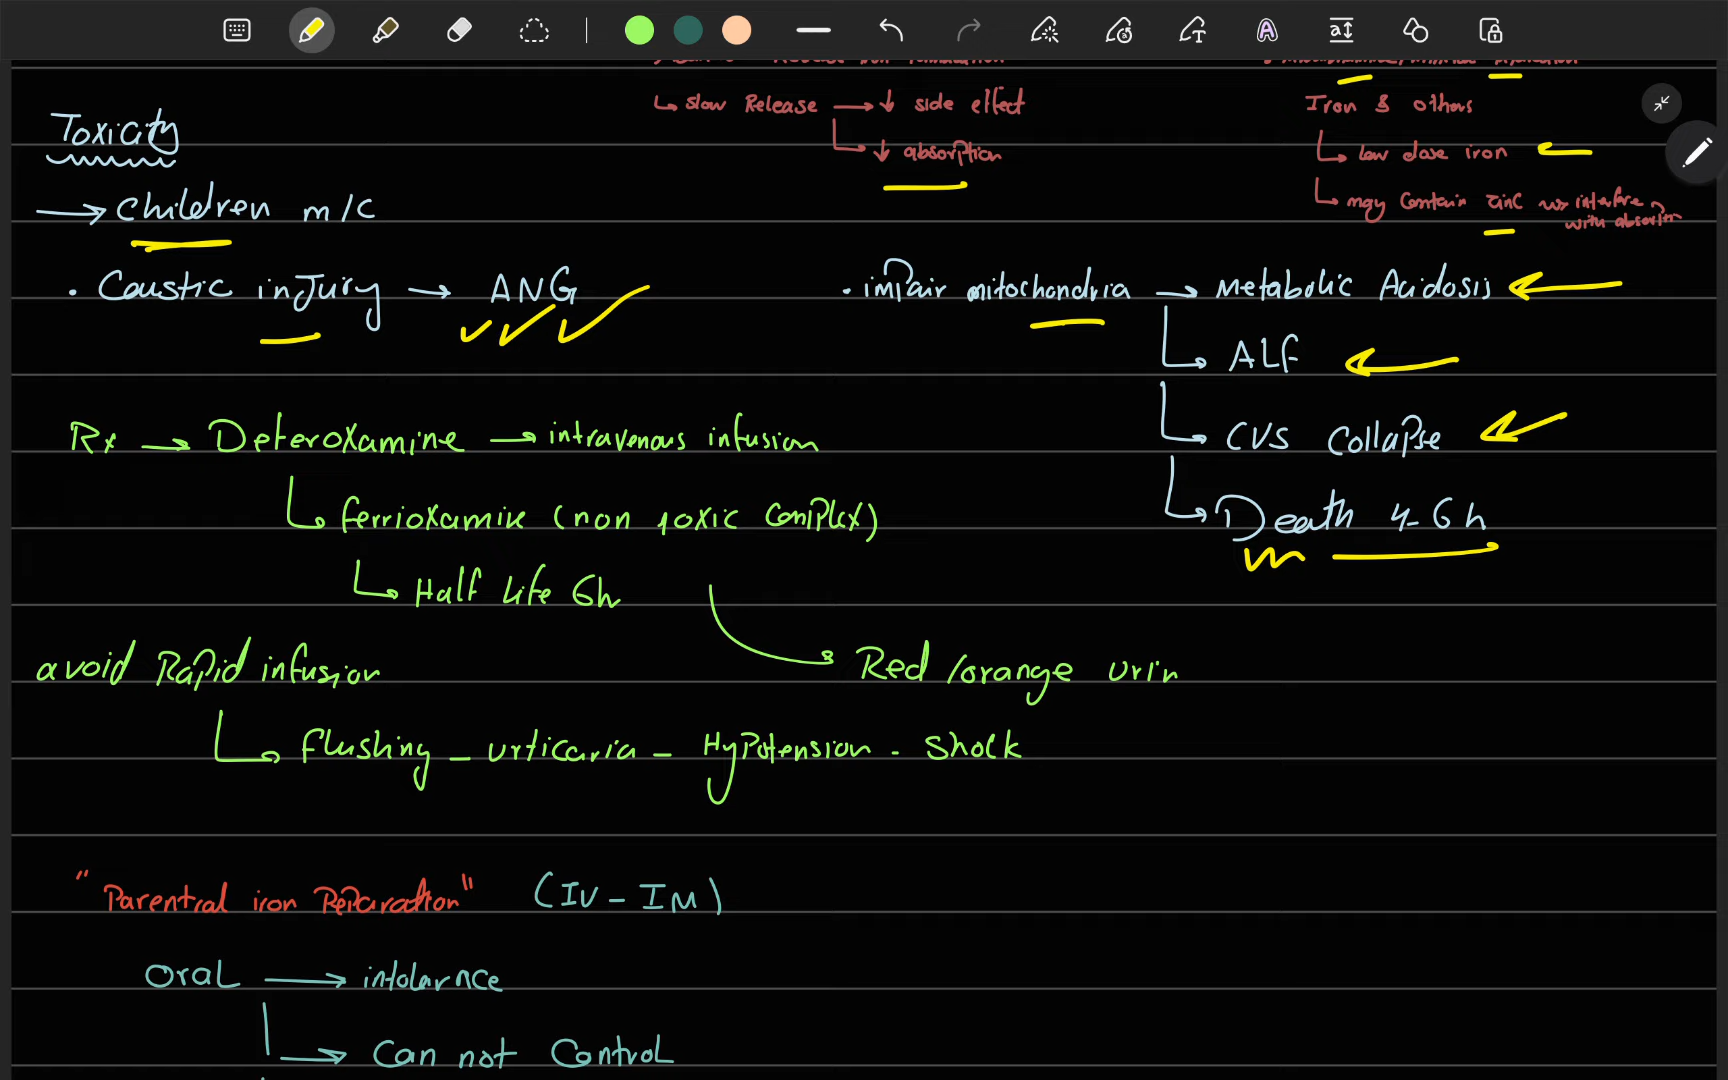 ↳ slow Release → ↓ side effect
↳ ↓ absorption
Iron & others
↳ low dose iron
↳ may contain zinc → interfere with absorbtn
Toxicity
→ children m/c
• Caustic injury → ANG
• impair mitochondria → Metabolic Acidosis
↳ ALF
↳ CVS Collapse
↳ Death 4-6h
Rx → Deferoxamine → intravenous infusion
↳ ferrioxamine (non toxic complex)
↳ Half life 6h
→ Red/orange urin
avoid Rapid infusion
↳ flushing - urticaria - Hypotension - Shock
"Parentral iron Reparation" (IV - IM)
Oral → intolarnce
→ Can not Control